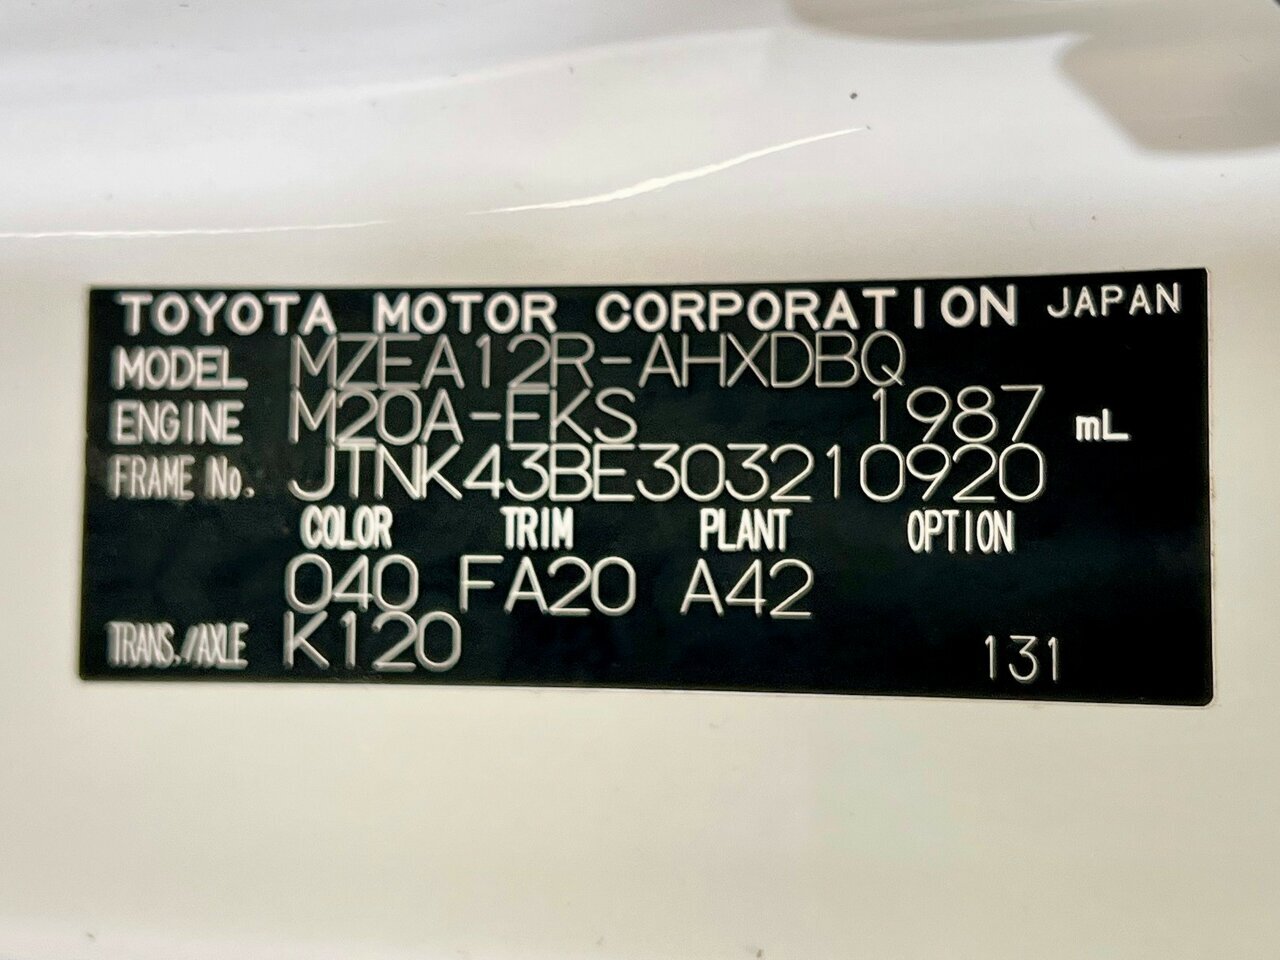 TOYOTA MOTOR CORPORATION JAPAN
MODEL MZEA12R-AHXDBQ
ENGINE M20A-FKS 1987 mL
FRAME No. JTNK43BE303210920
COLOR TRIM PLANT OPTION
040 FA20 A42
TRANS./AXLE K120 131